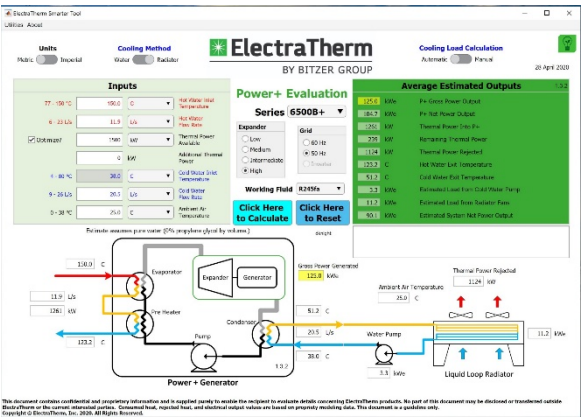 ElectraTherm Smarter Tool
Utilities About
Units
Metric Imperial
Cooling Method
Water Radiator
ElectraTherm
BY BITZER GROUP
Cooling Load Calculation
Automatic Manual
28 April 2020
Inputs
77 - 150 °C 150.0 C Hot Water Inlet Temperature
6 - 23 L/s 11.9 L/s Hot Water Flow Rate
Optimize? 1500 kW Thermal Power Available
0 kW Additional Thermal Power
38.0 C Cold Water Inlet Temperature
9 - 26 L/s 20.5 L/s Cold Water Flow Rate
0 - 38 °C 25.0 C Ambient Air Temperature
Power+ Evaluation
Series 6500B+
Expander
Low
Medium
Intermediate
High
Grid
60 Hz
50 Hz
Working Fluid R245fa
Click Here to Calculate
Click Here to Reset
Average Estimated Outputs 1.3.2
kWe P+ Gross Power Output
kWe P+ Net Power Output
1261 kW Thermal Power Into P+
239 kW Remaining Thermal Power
1124 kW Thermal Power Rejected
123.2 C Hot Water Exit Temperature
51.2 C Cold Water Exit Temperature
3.3 kWe Estimated Load from Cold Water Pump
11.2 kWe Estimated Load from Radiator Fans
90.1 kWe Estimated System Net Power Output
Estimate assumes pure water (0% propylene glycol by volume.)
150.0 C
Evaporator
Expander
Generator
Gross Power Generated
125.8 kWe
11.9 L/s
1261 kW
Pre Heater
Condenser
Pump
123.2 C
51.2 C
20.5 L/s
38.0 C
1.3.2
Power + Generator
Ambient Air Temperature
25.0 C
Thermal Power Rejected
1124 kW
Water Pump
3.3 kWe
11.2 kWe
Liquid Loop Radiator
This document contains confidential and proprietary information and is supplied purely to enable the recipient to evaluate details concerning ElectraTherm products. No part of this document may be disclosed or transferred outside
ElectraTherm or the current interested parties. Consumed heat, rejected heat, and electrical output values are based on propriety modeling data. This document is a guideline only.
Copyright © ElectraTherm, Inc. 2020. All Rights Reserved.